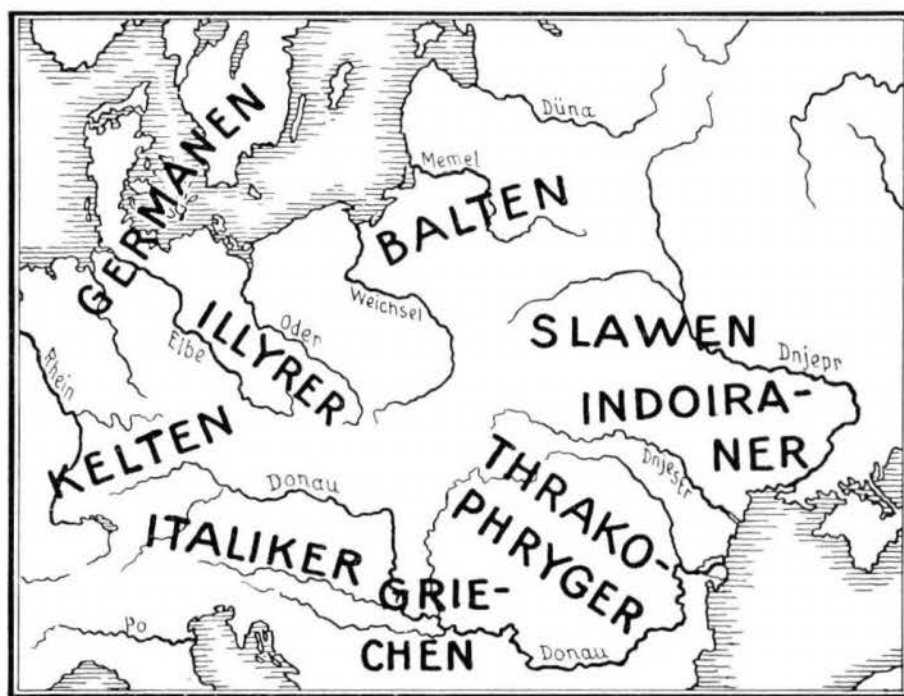 GERMANEN
Düna
Memel
BALTEN
Weichsel
Oder
ILLYRER
Elbe
Rhein
SLAWEN
Dnjepr
INDOIRA-
NER
KELTEN
Donau
Dnjestr
THRAKO-
PHRYGER
ITALIKER
GRIE-
CHEN
Po
Donau